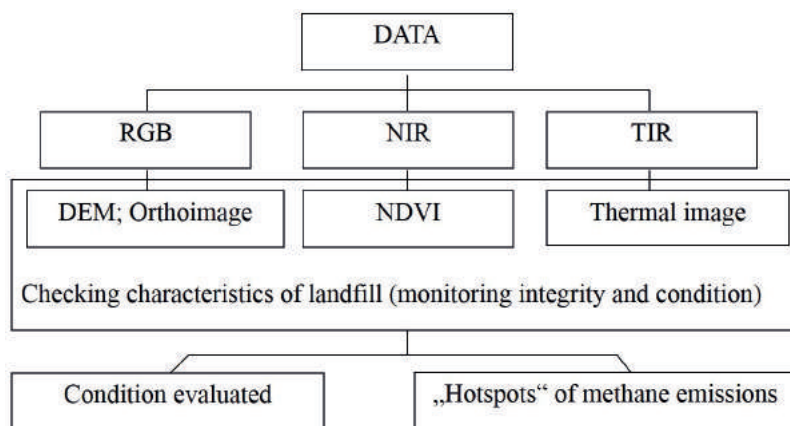 DATA
RGB
NIR
TIR
DEM; Orthoimage
NDVI
Thermal image
Checking characteristics of landfill (monitoring integrity and condition)
Condition evaluated
„Hotspots“ of methane emissions